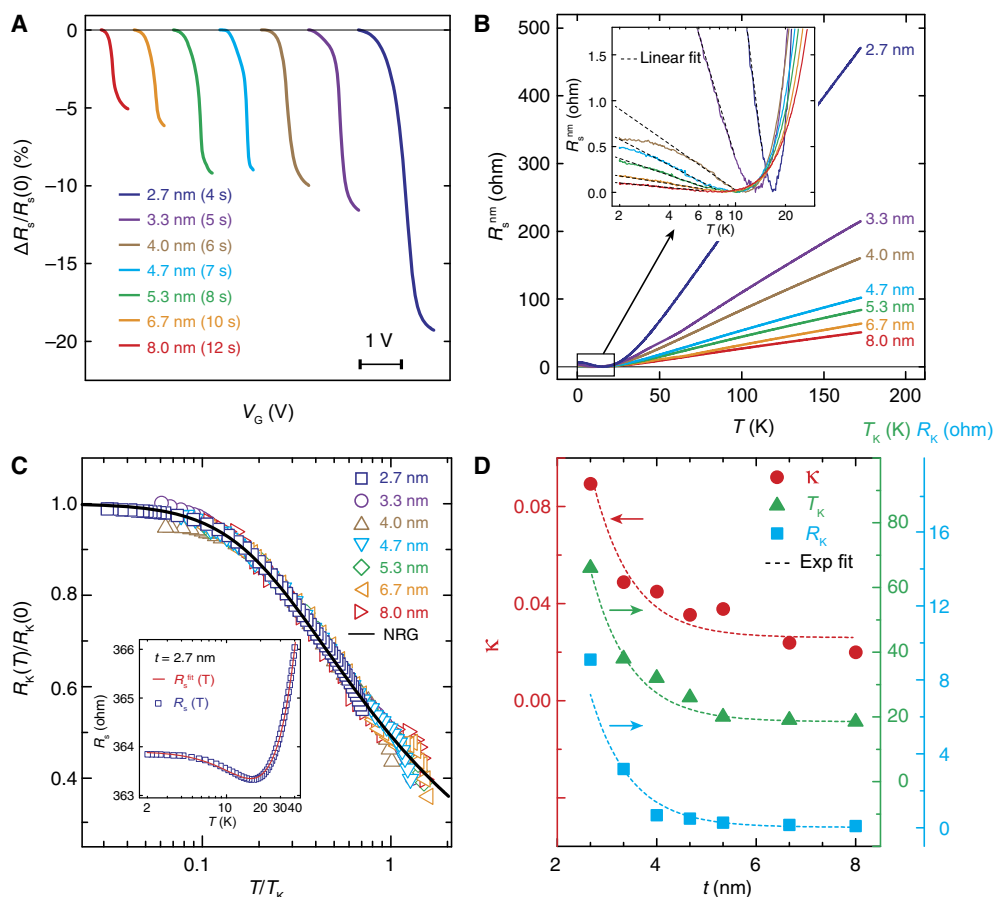 A
ΔR_s/R_s(0) (%)
0
−5
−10
−15
−20
2.7 nm (4 s)
3.3 nm (5 s)
4.0 nm (6 s)
4.7 nm (7 s)
5.3 nm (8 s)
6.7 nm (10 s)
8.0 nm (12 s)
1 V
V_G (V)
B
R_s^nm (ohm)
500
400
300
200
100
0
2.7 nm
3.3 nm
4.0 nm
4.7 nm
5.3 nm
6.7 nm
8.0 nm
0 50 100 150 200
T (K)
Linear fit
R_s^nm (ohm)
1.5
1.0
0.5
0.0
2 4 6 8 10 20
T (K)
C
R_K(T)/R_K(0)
1.0
0.8
0.6
0.4
2.7 nm
3.3 nm
4.0 nm
4.7 nm
5.3 nm
6.7 nm
8.0 nm
NRG
0.1 1
T/T_K
t = 2.7 nm
R_s^fit (T)
R_s (T)
R_s (ohm)
366
365
364
363
2 10 20 30 40
T (K)
D
T_K (K) R_K (ohm)
κ
0.08
0.04
0.00
κ
T_K
R_K
Exp fit
80
60
40
20
0
16
12
8
4
0
2 4 6 8
t (nm)